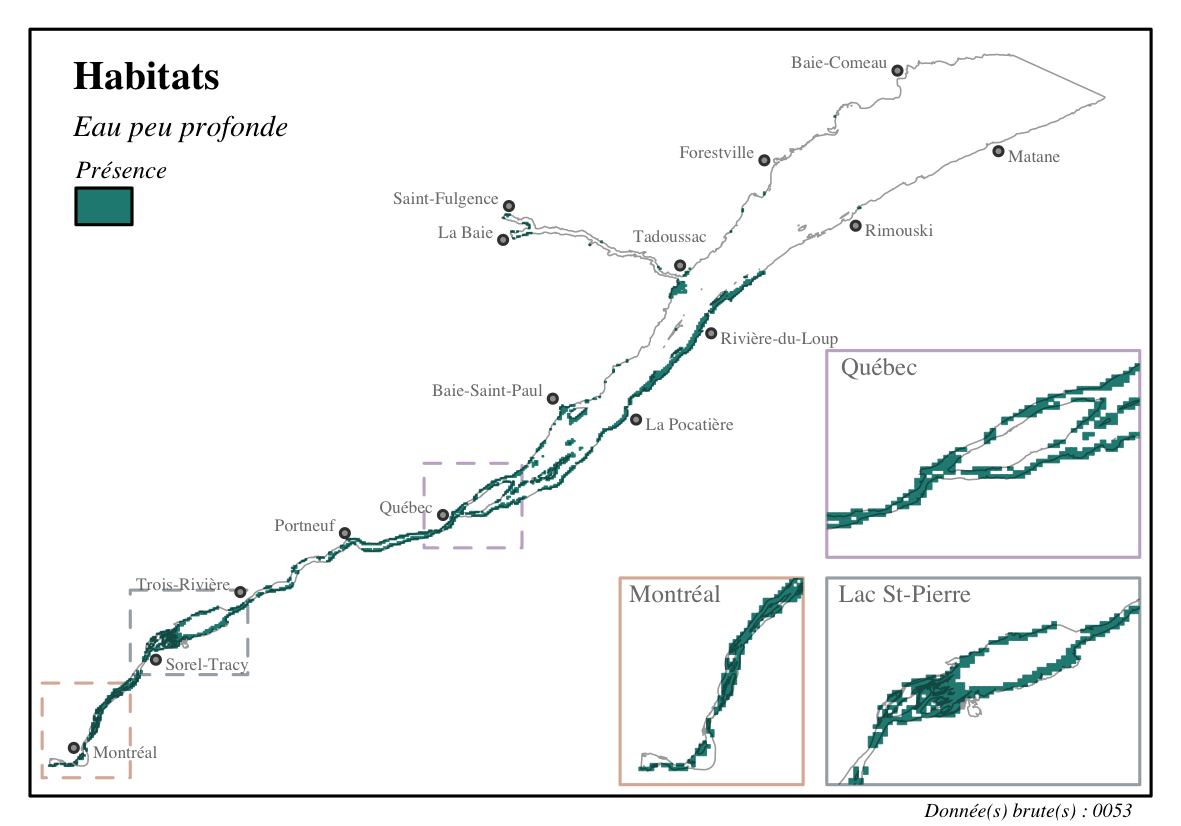 Habitats
Eau peu profonde
Présence
Baie-Comeau
Forestville
Matane
Saint-Fulgence
La Baie
Tadoussac
Rimouski
Rivière-du-Loup
Baie-Saint-Paul
La Pocatière
Québec
Portneuf
Trois-Rivière
Sorel-Tracy
Montréal
Québec
Montréal
Lac St-Pierre
Donnée(s) brute(s) : 0053